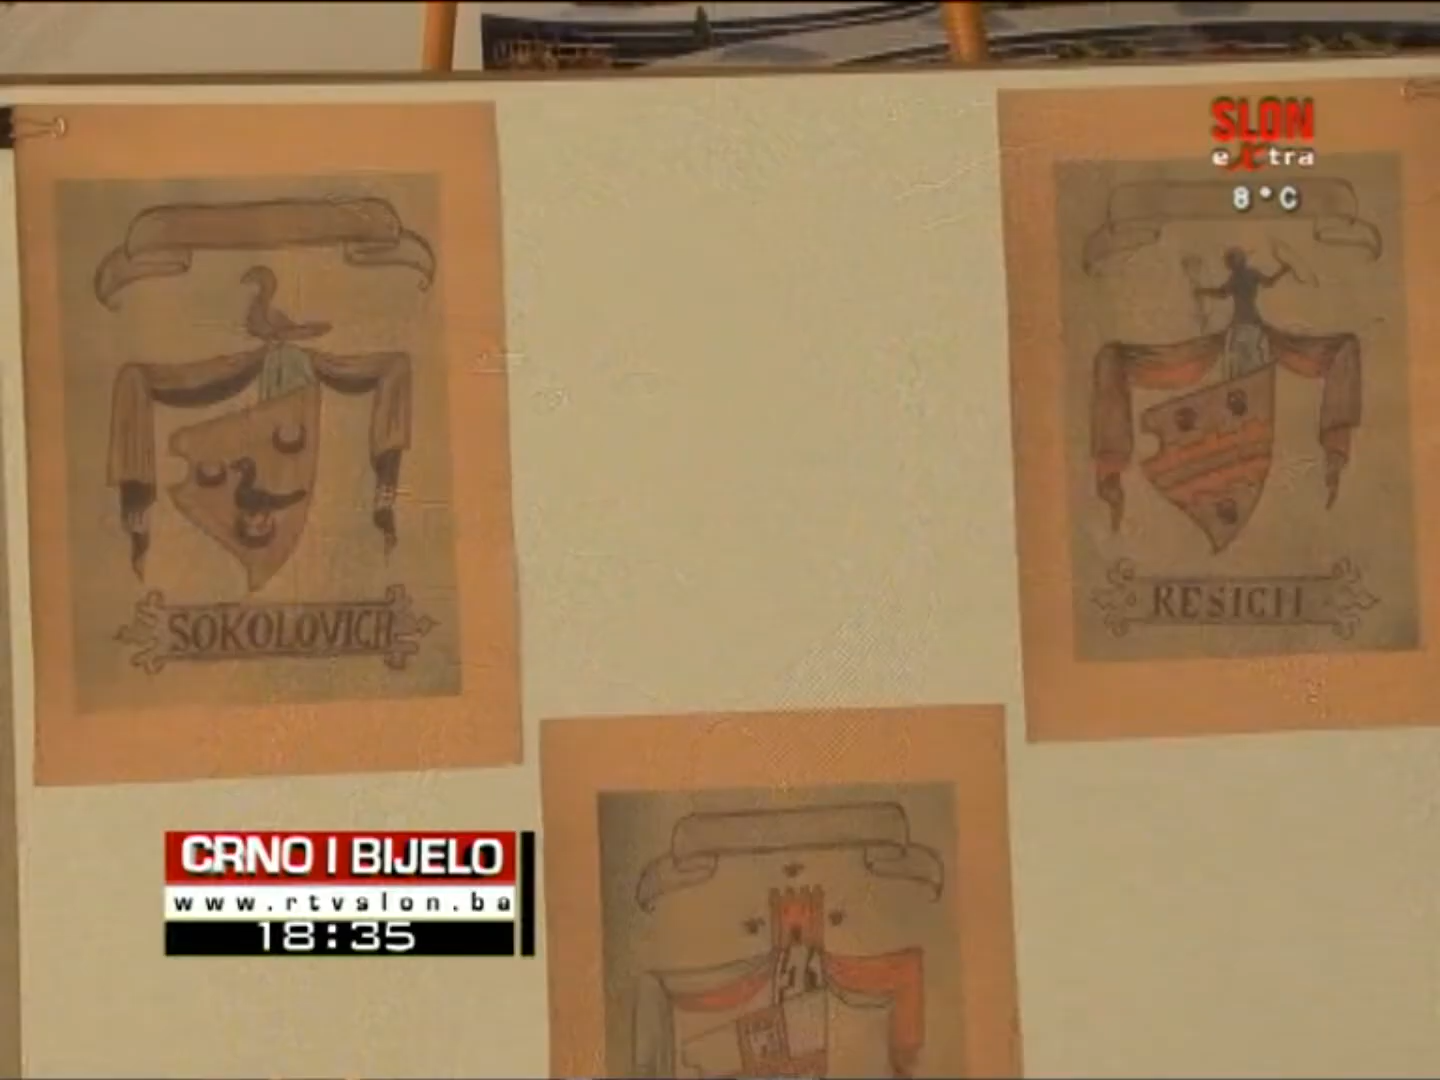 SLON
extra
8°C
SOKOLOVICH
RESICH
CRNO I BIJELO
www.rtvslon.ba
18:35